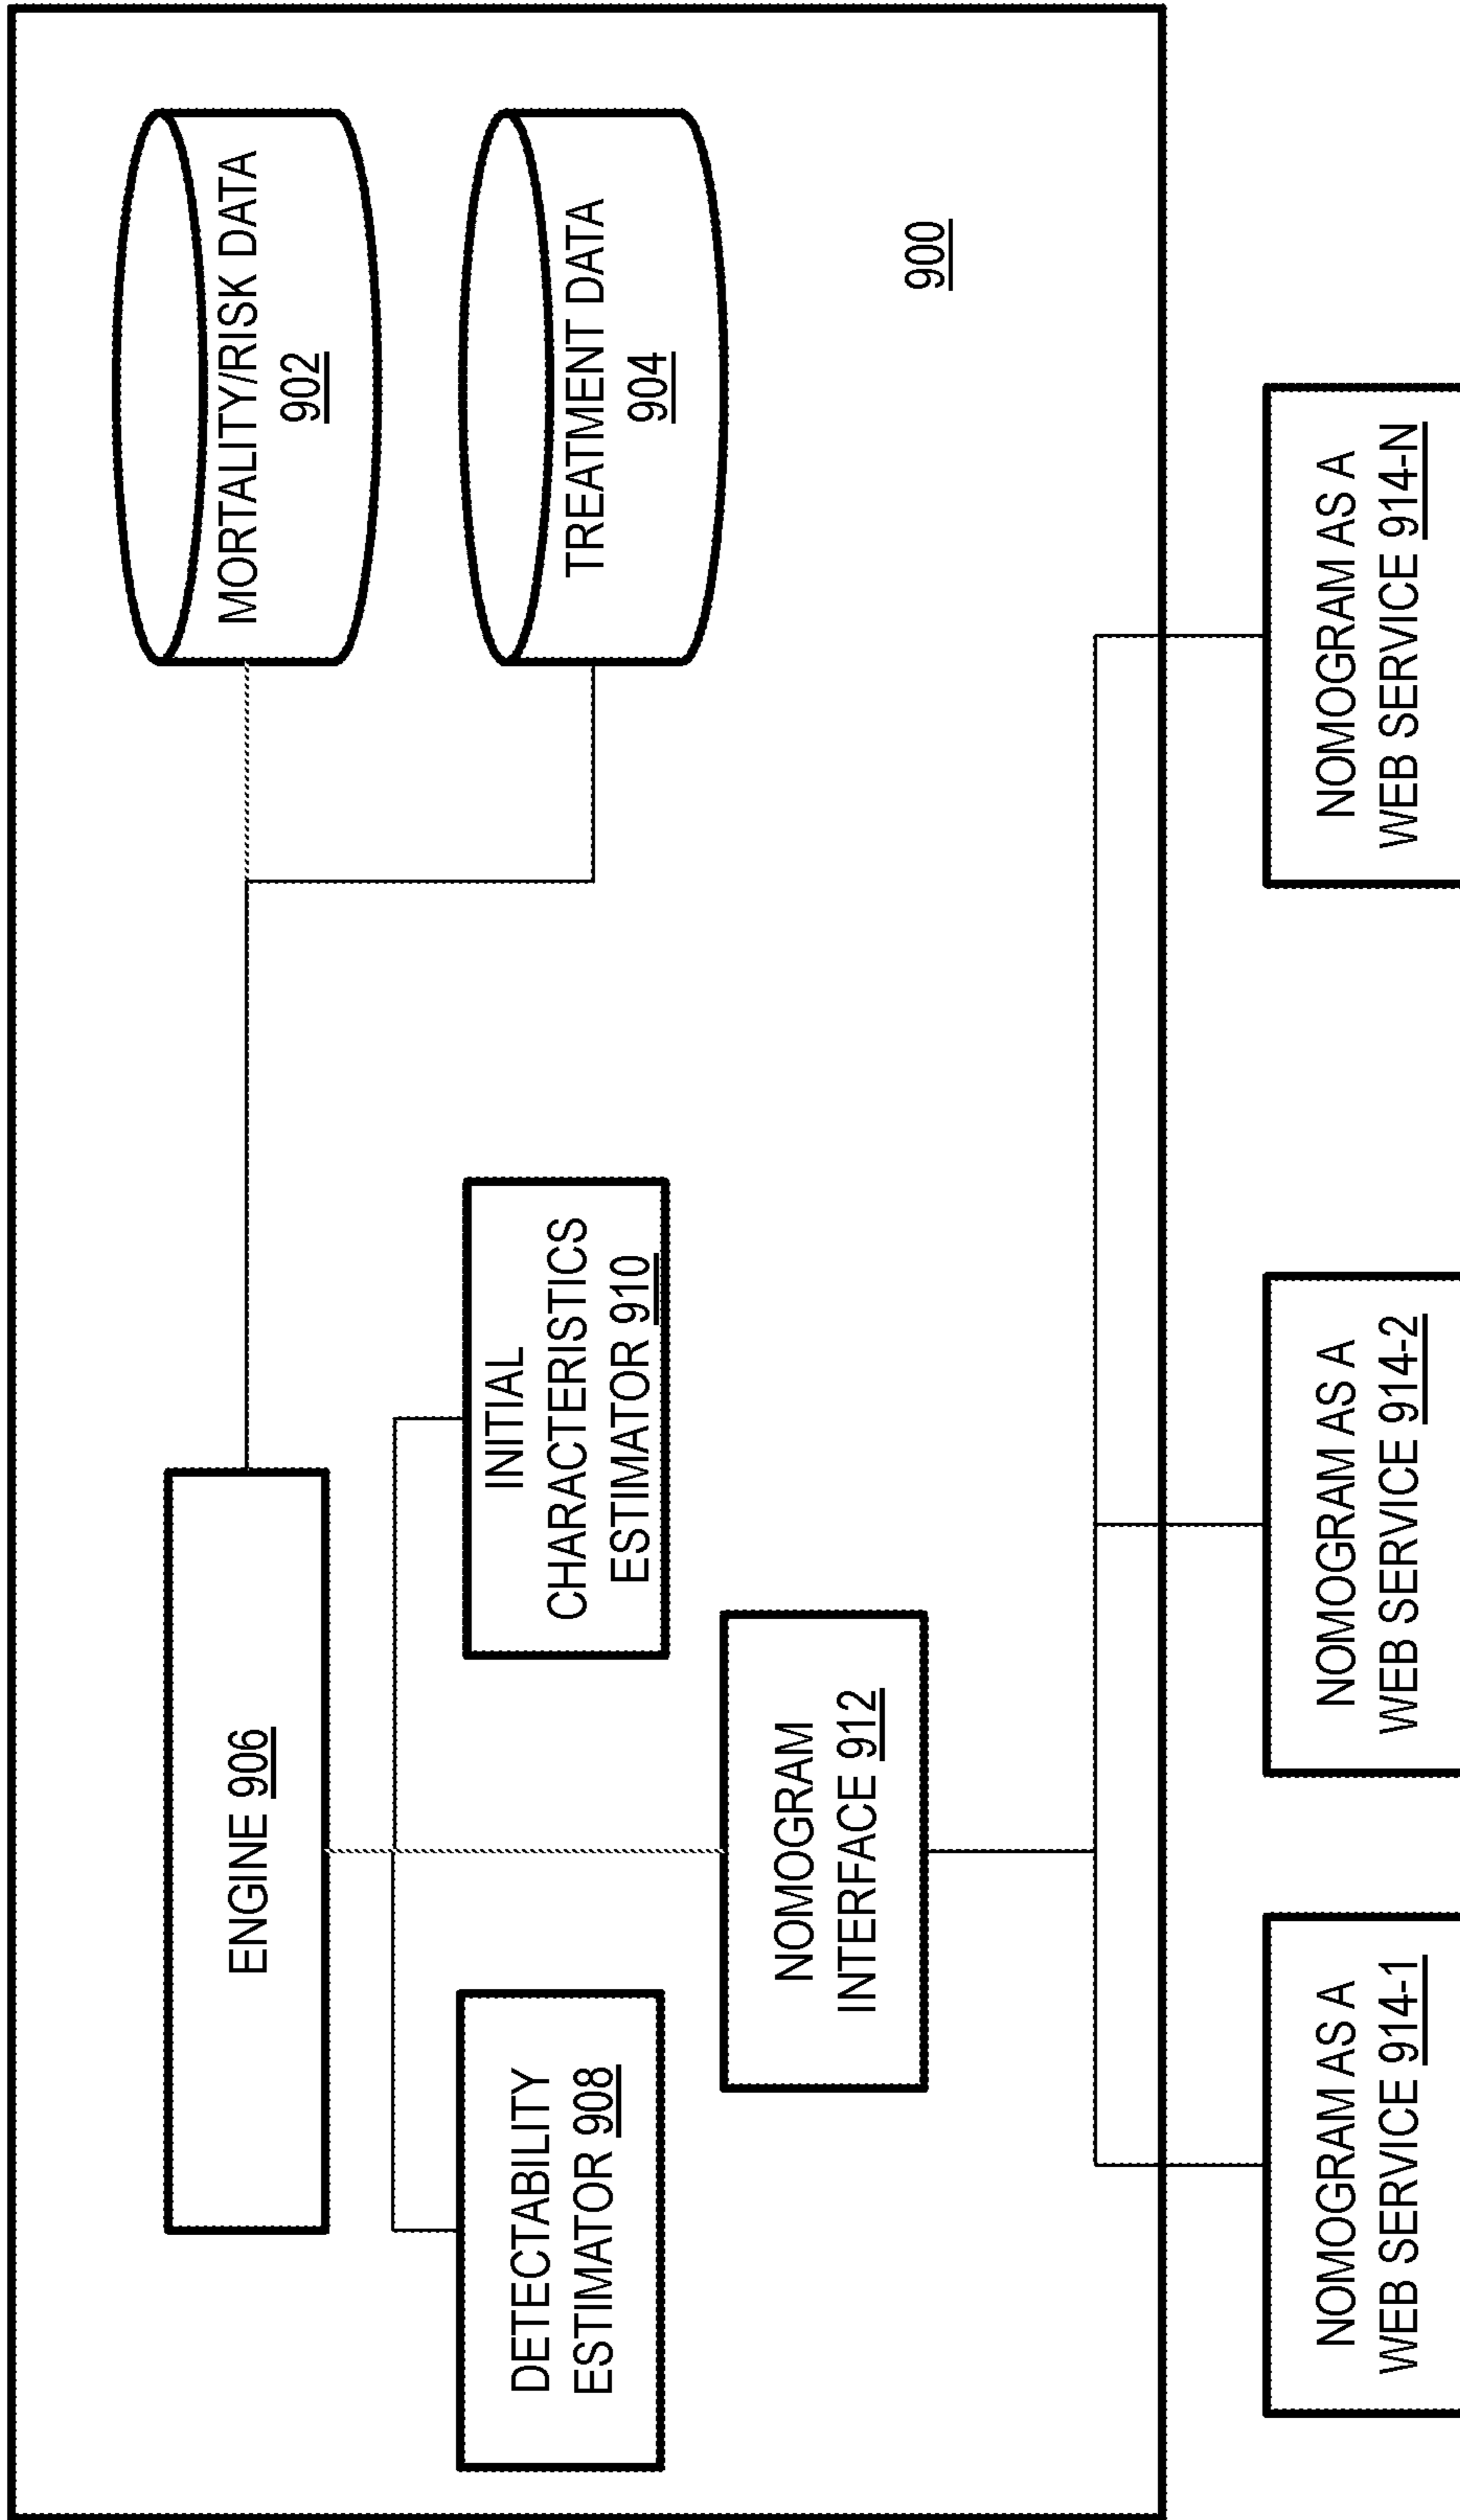 ENGINE 906
MORTALITY/RISK DATA
902
DETECTABILITY
ESTIMATOR 908
INITIAL
CHARACTERISTICS
ESTIMATOR 910
TREATMENT DATA
904
NOMOGRAM
INTERFACE 912
900
NOMOGRAM AS A
WEB SERVICE 914-1
NOMOGRAM AS A
WEB SERVICE 914-2
NOMOGRAM AS A
WEB SERVICE 914-N